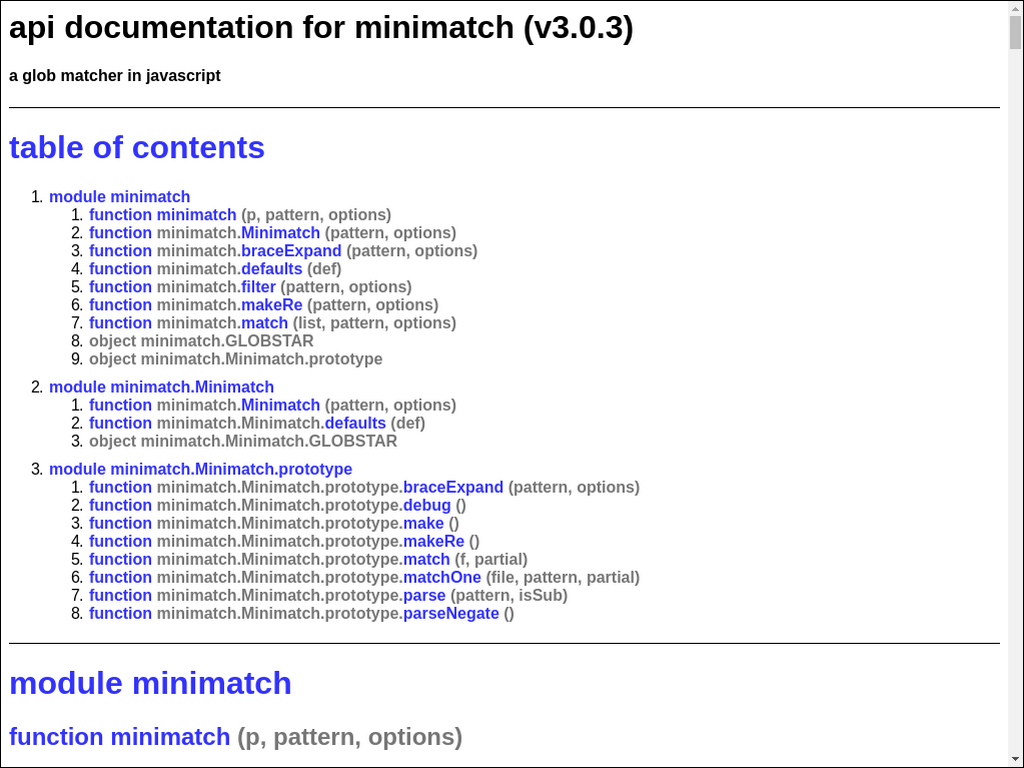 api documentation for minimatch (v3.0.3)
a glob matcher in javascript
table of contents
1. module minimatch
1. function minimatch (p, pattern, options)
2. function minimatch.Minimatch (pattern, options)
3. function minimatch.braceExpand (pattern, options)
4. function minimatch.defaults (def)
5. function minimatch.filter (pattern, options)
6. function minimatch.makeRe (pattern, options)
7. function minimatch.match (list, pattern, options)
8. object minimatch.GLOBSTAR
9. object minimatch.Minimatch.prototype
2. module minimatch.Minimatch
1. function minimatch.Minimatch (pattern, options)
2. function minimatch.Minimatch.defaults (def)
3. object minimatch.Minimatch.GLOBSTAR
3. module minimatch.Minimatch.prototype
1. function minimatch.Minimatch.prototype.braceExpand (pattern, options)
2. function minimatch.Minimatch.prototype.debug ()
3. function minimatch.Minimatch.prototype.make ()
4. function minimatch.Minimatch.prototype.makeRe ()
5. function minimatch.Minimatch.prototype.match (f, partial)
6. function minimatch.Minimatch.prototype.matchOne (file, pattern, partial)
7. function minimatch.Minimatch.prototype.parse (pattern, isSub)
8. function minimatch.Minimatch.prototype.parseNegate ()
module minimatch
function minimatch (p, pattern, options)